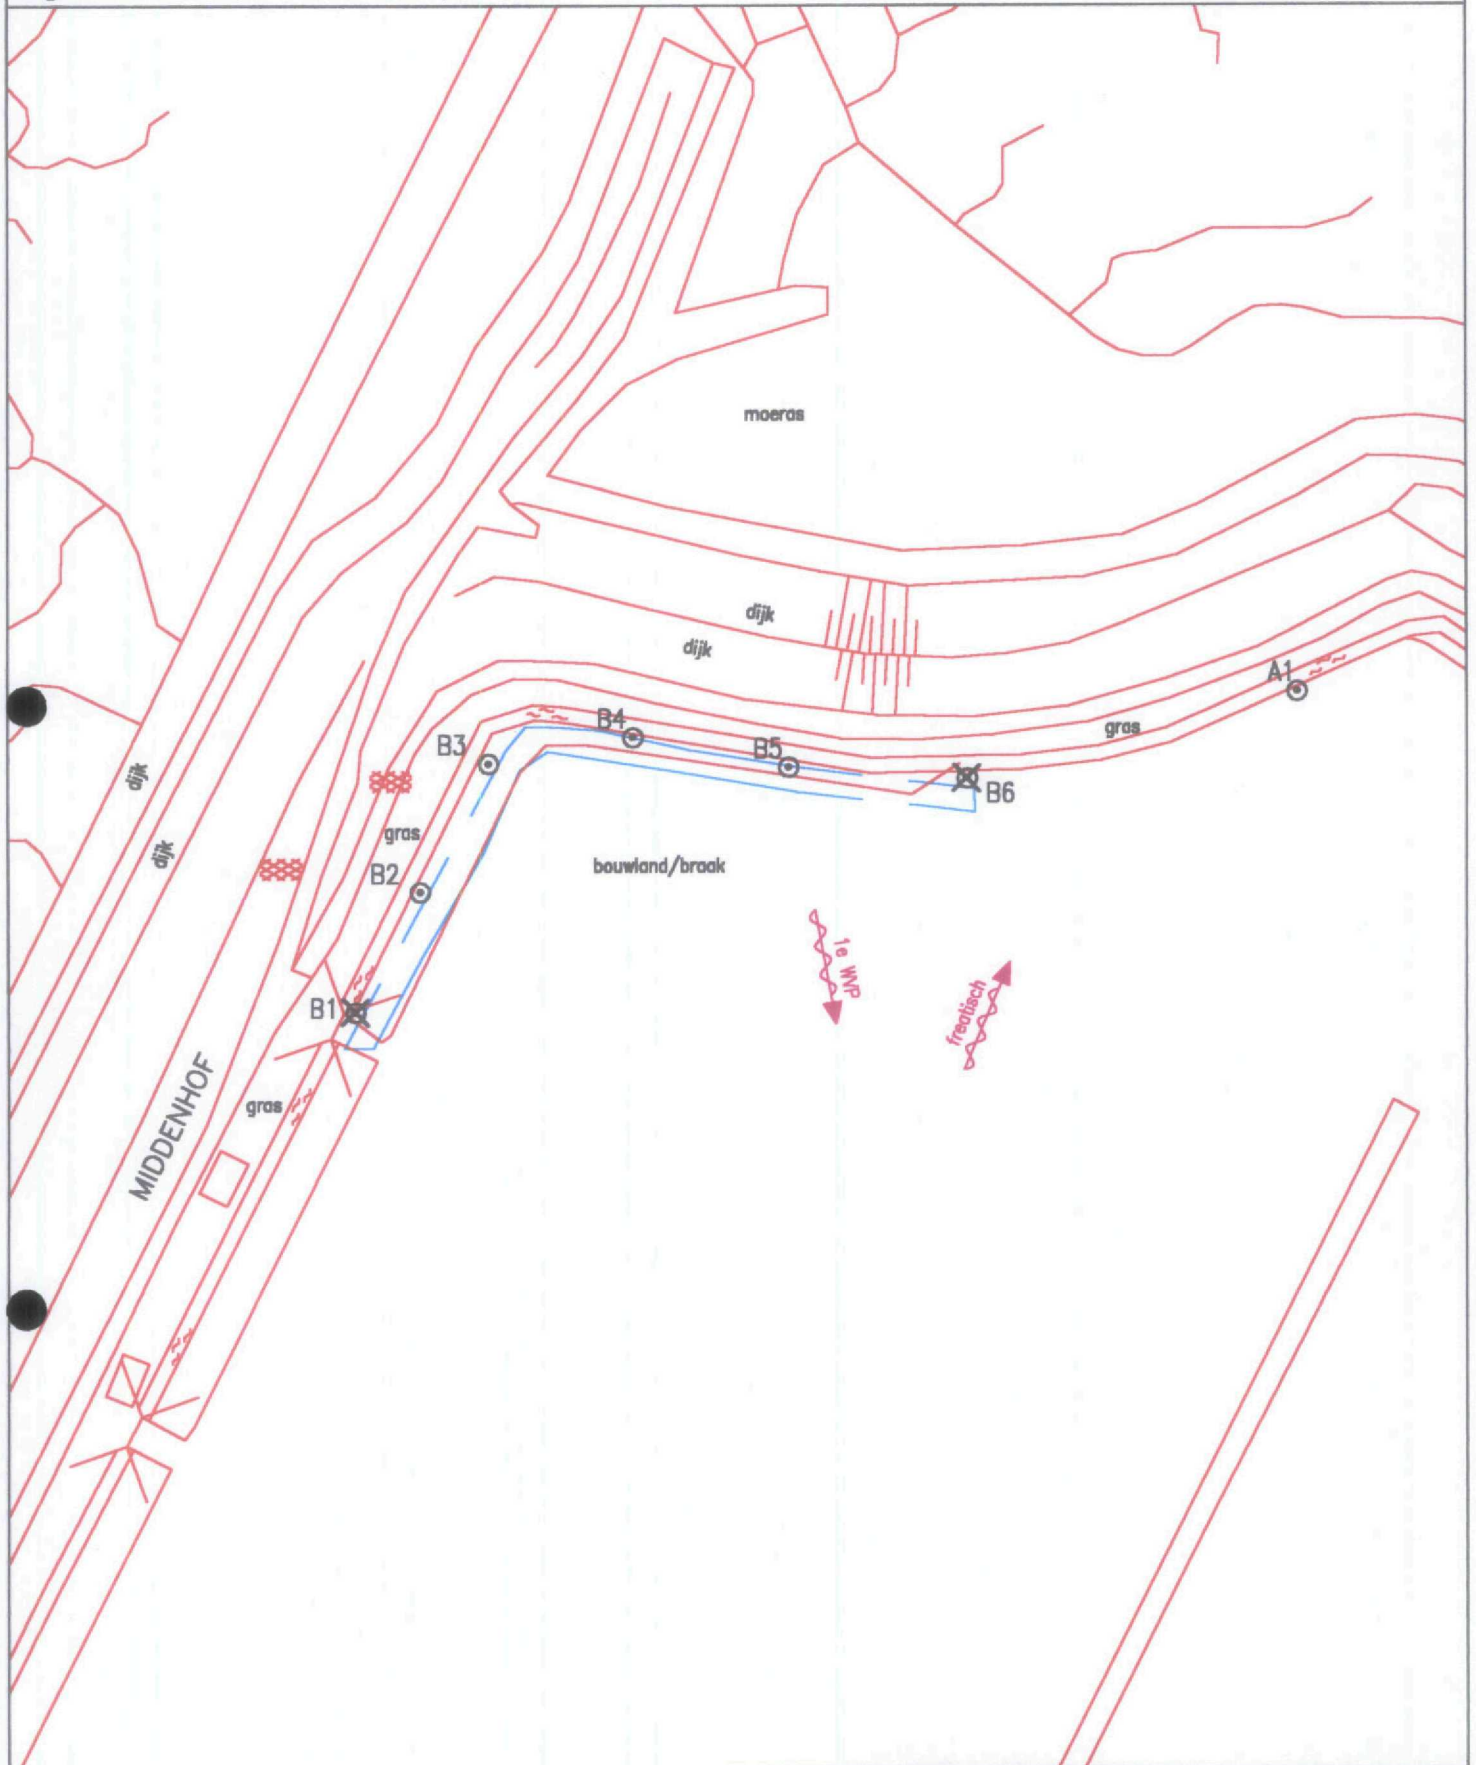 moeras
dijk
dijk
A1
B4
gras
B3
B5
dijk
B6
gras
dijk
bouwland/braak
B2
1e WVP
freatisch
B1
MIDDENHOF
gras